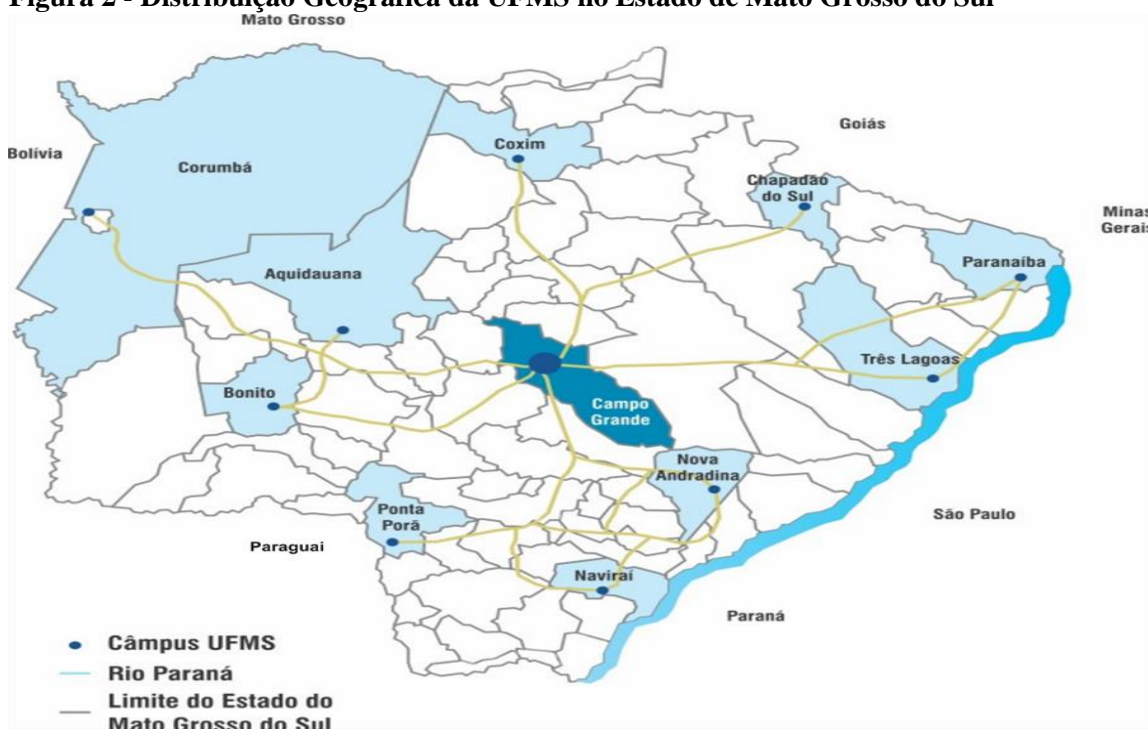 Figura 2 - Distribuição Geográfica da UFMS no Estado de Mato Grosso do Sul
Mato Grosso
Goiás
Bolívia
Coxim
Corumbá
Chapadão
do Sul
Minas
Gerais
Paranaíba
Aquidauana
Três Lagoas
Bonito
Campo
Grande
Nova
Andradina
Ponta
Porã
São Paulo
Paraguai
Naviraí
Paraná
Câmpus UFMS
Rio Paraná
Limite do Estado do
Mato Grosso do Sul